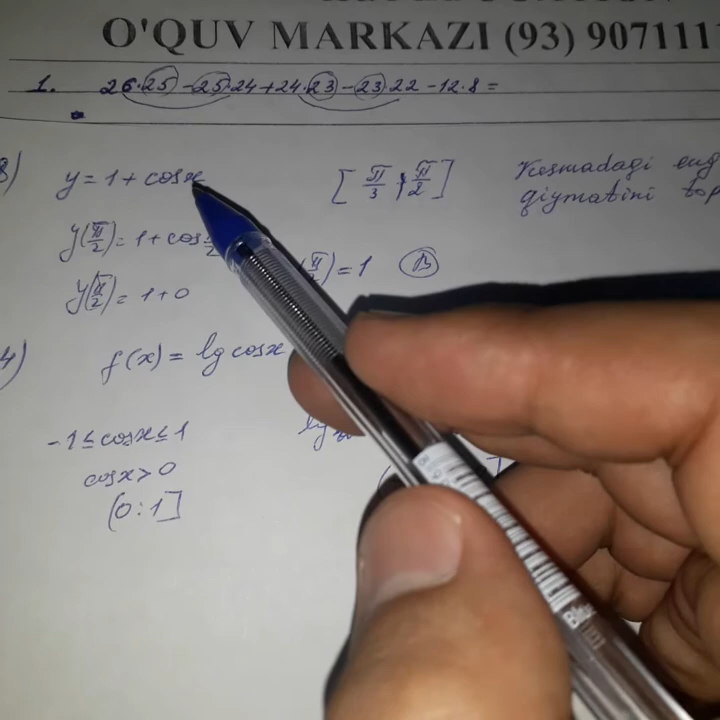 O'QUV MARKAZI (93) 907111
1. 26·25 - 25·24 + 24·23 - 23·22 - 12·8 =
3) y = 1 + cosx [π/3 ; π/2] Kesmadagi eng
qiymatini top
y(π/2) = 1 + cos
y(π/2) = 1 + 0 = 1 B
4) f(x) = lg cosx
-1 ≤ cosx ≤ 1 lg
cosx > 0
(0 : 1]